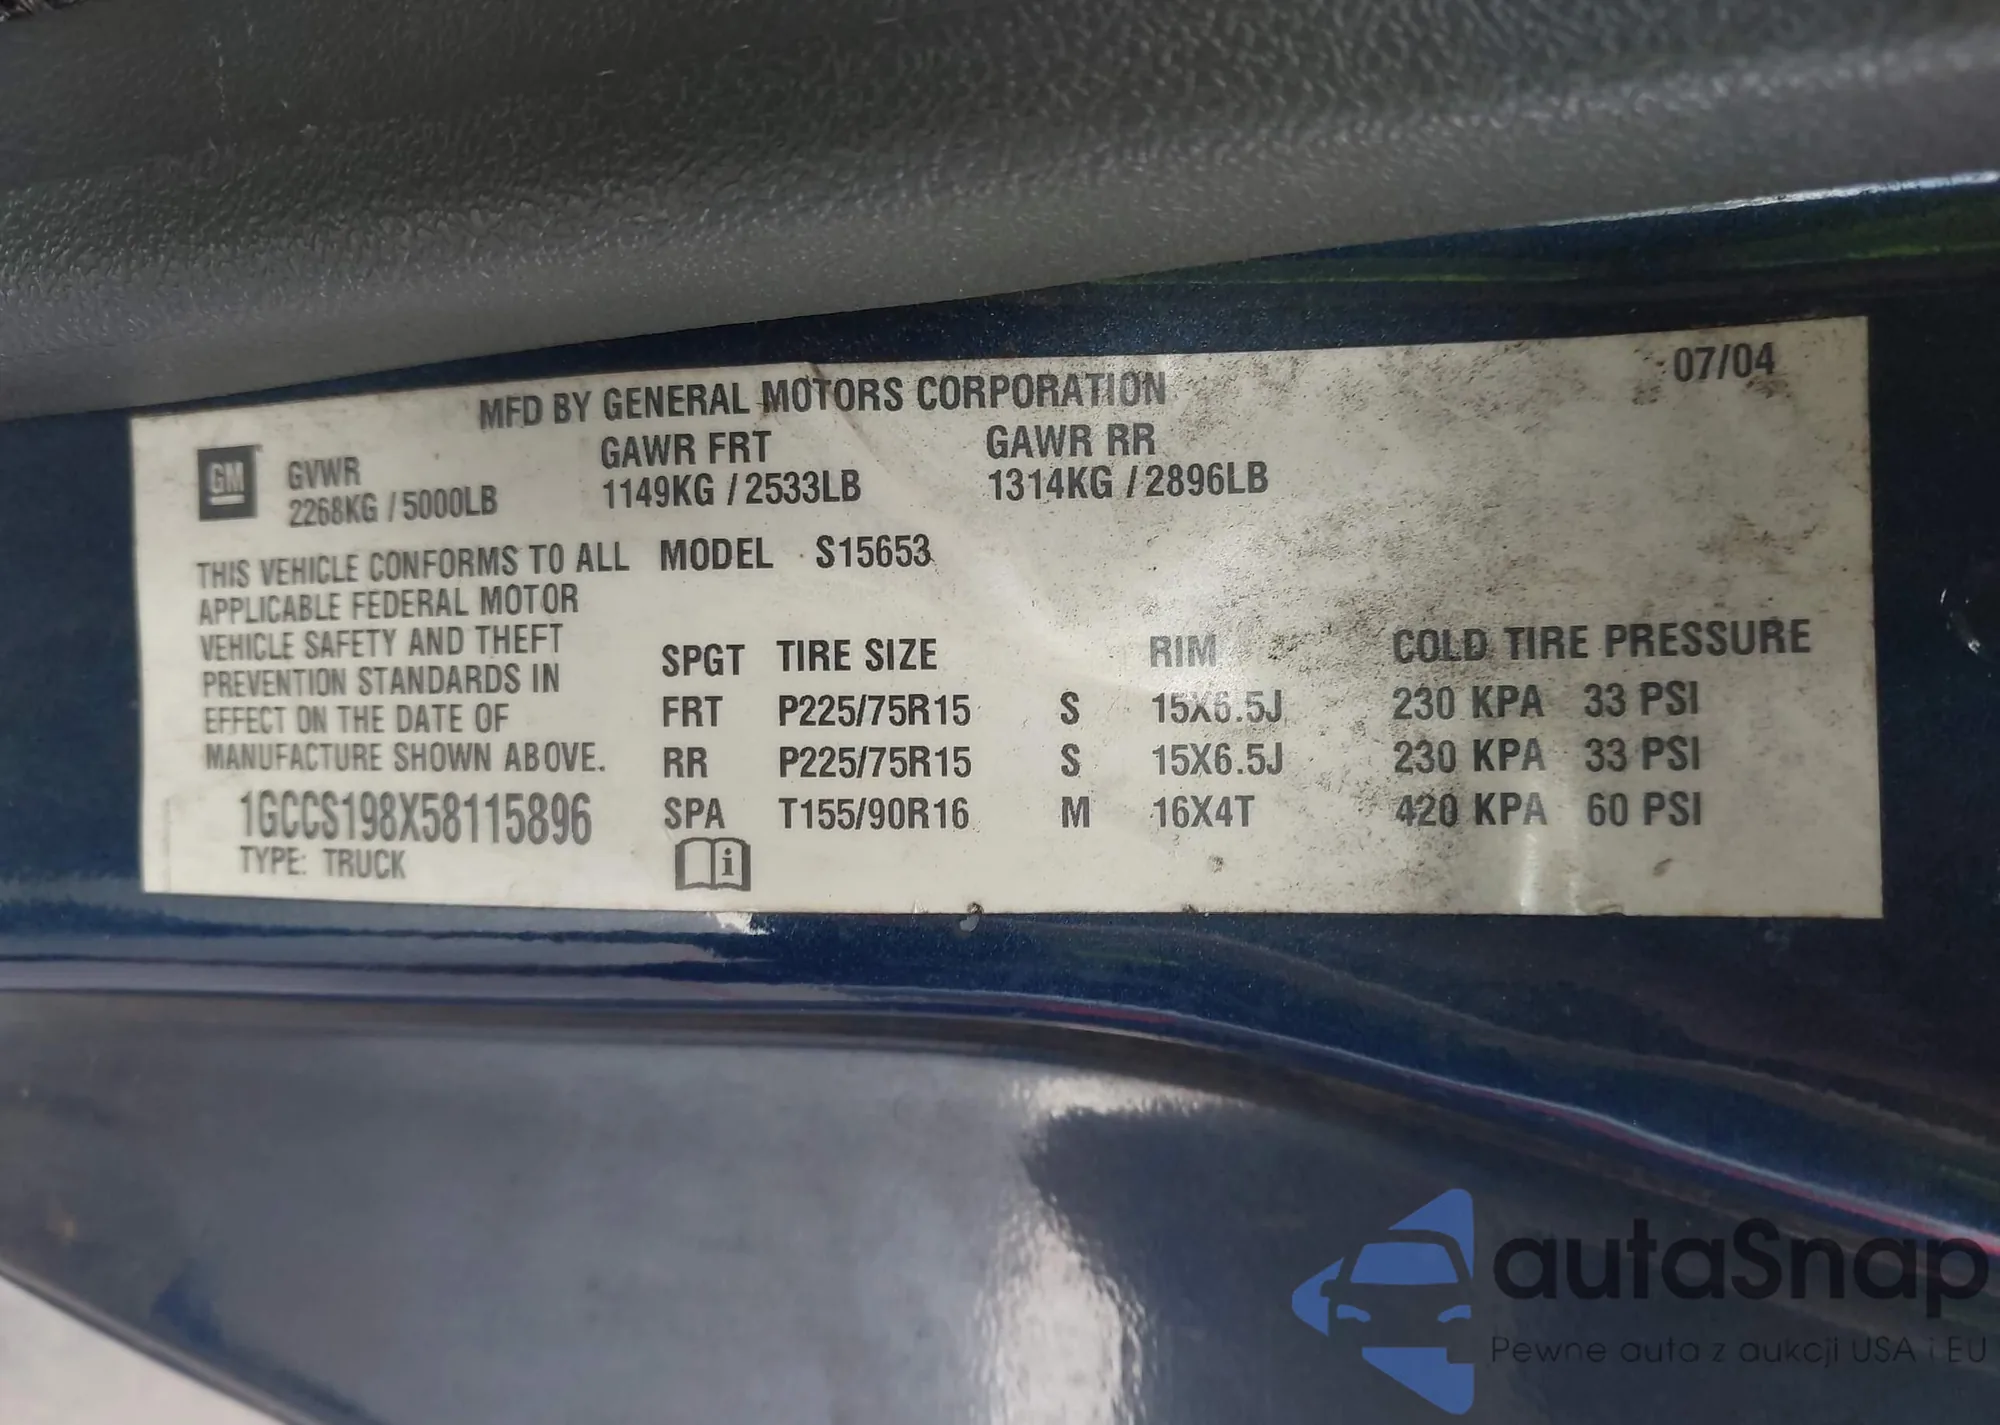 07/04
MFD BY GENERAL MOTORS CORPORATION
GM GVWR GAWR FRT GAWR RR
2268KG / 5000LB 1149KG / 2533LB 1314KG / 2896LB
THIS VEHICLE CONFORMS TO ALL
APPLICABLE FEDERAL MOTOR
VEHICLE SAFETY AND THEFT
PREVENTION STANDARDS IN
EFFECT ON THE DATE OF
MANUFACTURE SHOWN ABOVE.
1GCCS198X58115896
TYPE: TRUCK
MODEL S15653
SPGT TIRE SIZE RIM COLD TIRE PRESSURE
FRT P225/75R15 S 15X6.5J 230 KPA 33 PSI
RR P225/75R15 S 15X6.5J 230 KPA 33 PSI
SPA T155/90R16 M 16X4T 420 KPA 60 PSI
i
autaSnap
Pewne auta z aukcji USA i EU